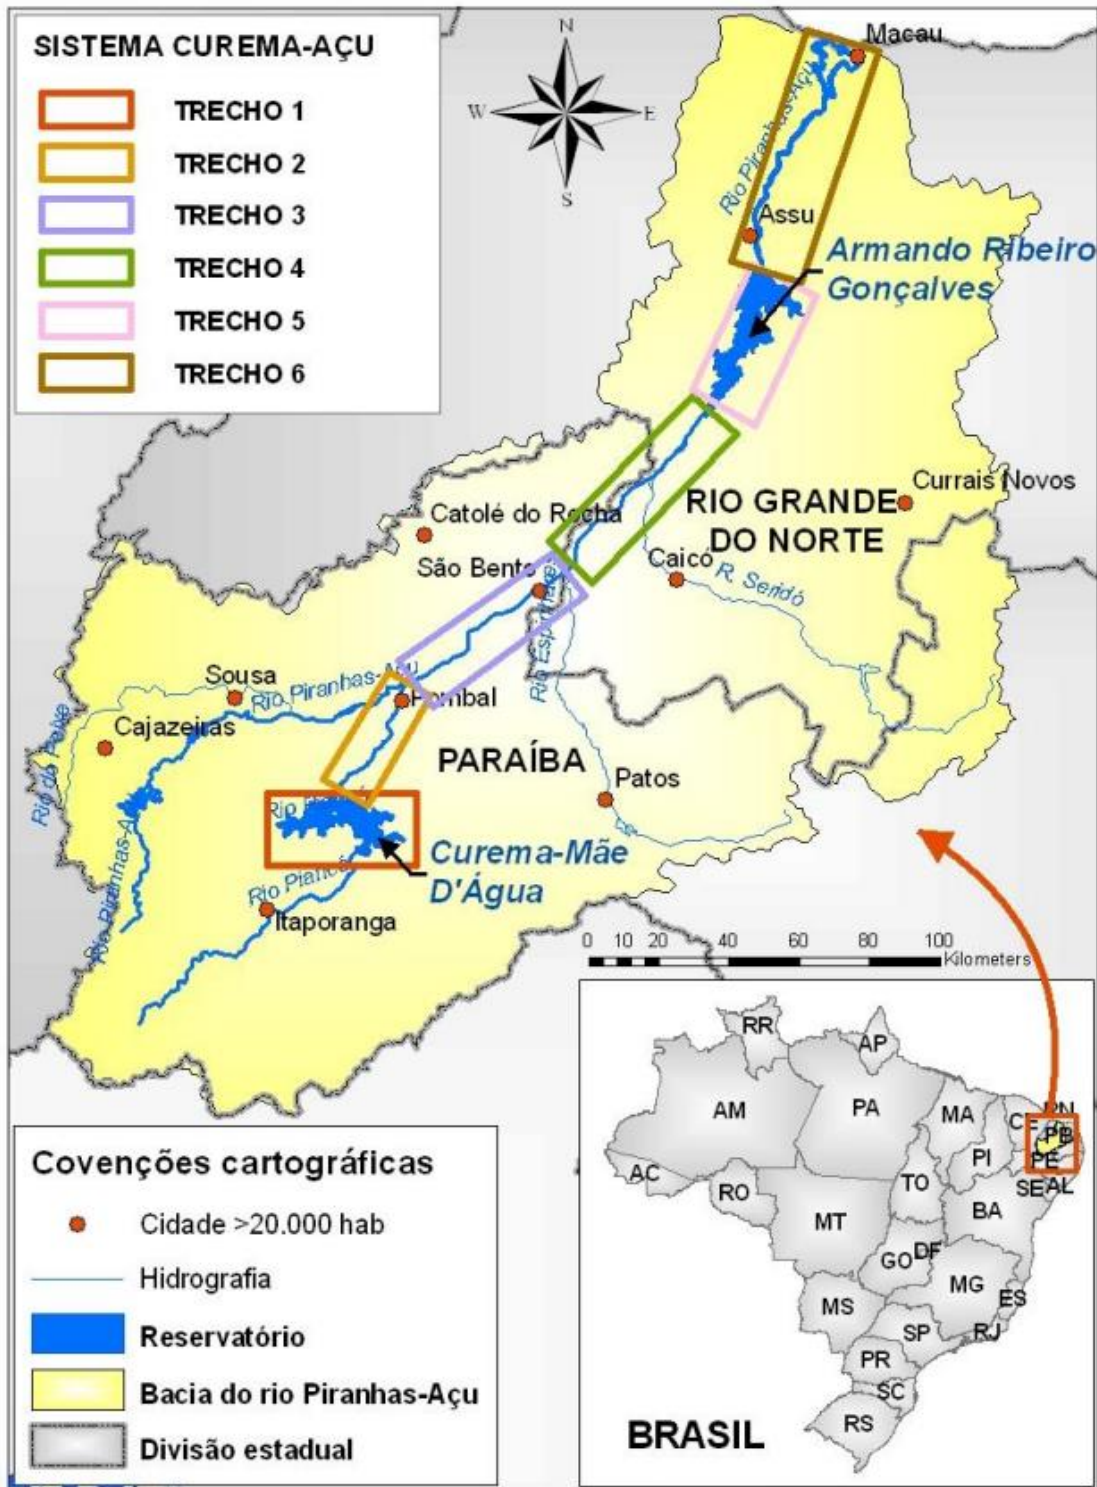 SISTEMA CUREMA-AÇU
TRECHO 1
TRECHO 2
TRECHO 3
TRECHO 4
TRECHO 5
TRECHO 6
N
W
E
S
Macau
Rio Piranhas-Açu
Assu
Armando Ribeiro
Gonçalves
Currais Novos
RIO GRANDE
DO NORTE
Catolé do Rocha
São Bento
Caicó
R. Seridó
Rio Espinharas
Sousa
Rio Piranhas-Açu
Pombal
Cajazeiras
Rio do Peixe
PARAÍBA
Patos
Rio
Curema-Mãe
D'Água
Rio Piancó
Itaporanga
Rio Piranhas-A
0 10 20 40 60 80 100
Kilometers
RR
AP
AM
PA
MA
CE
RN
PB
PI
PE
AC
RO
TO
SE
AL
MT
BA
GO
DF
MG
MS
ES
SP
RJ
PR
SC
RS
BRASIL
Covenções cartográficas
Cidade >20.000 hab
Hidrografia
Reservatório
Bacia do rio Piranhas-Açu
Divisão estadual